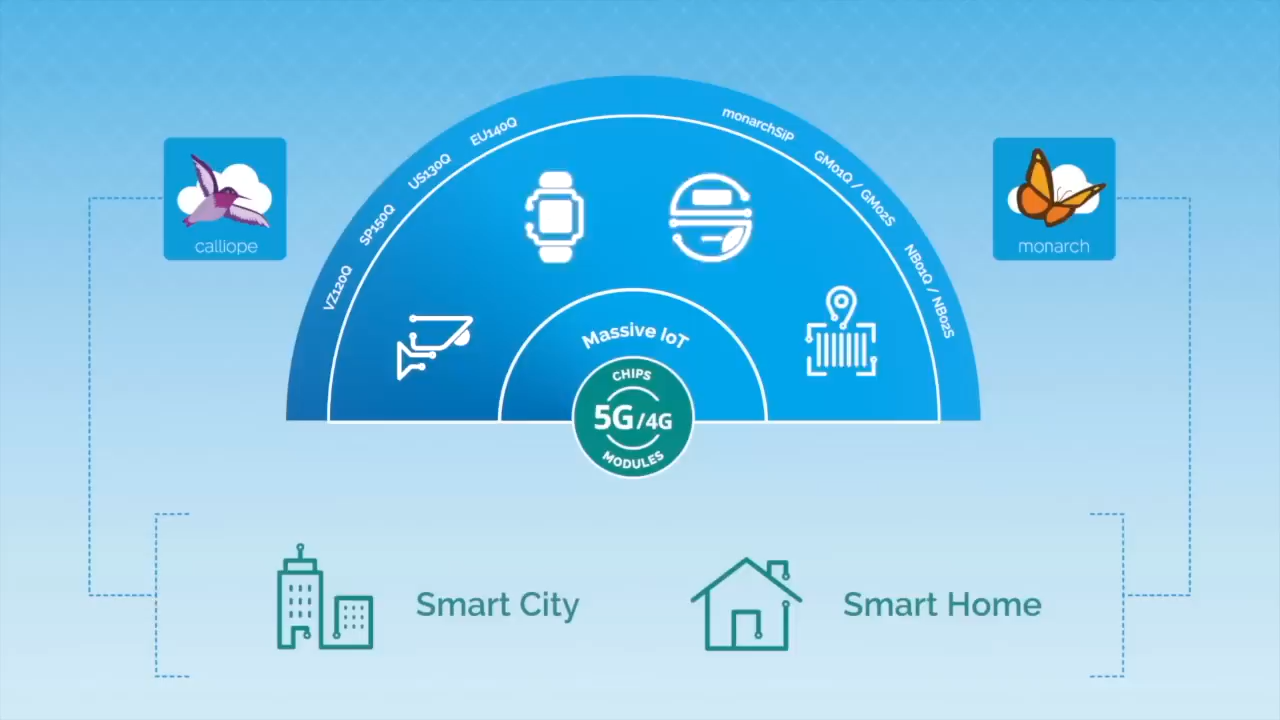 VZ120Q
SP150Q
US130Q
EU140Q
monarchSiP
GM01Q / GM02S
NB01Q / NB02S
calliope
monarch
Massive IoT
CHIPS
5G/4G
MODULES
Smart City
Smart Home